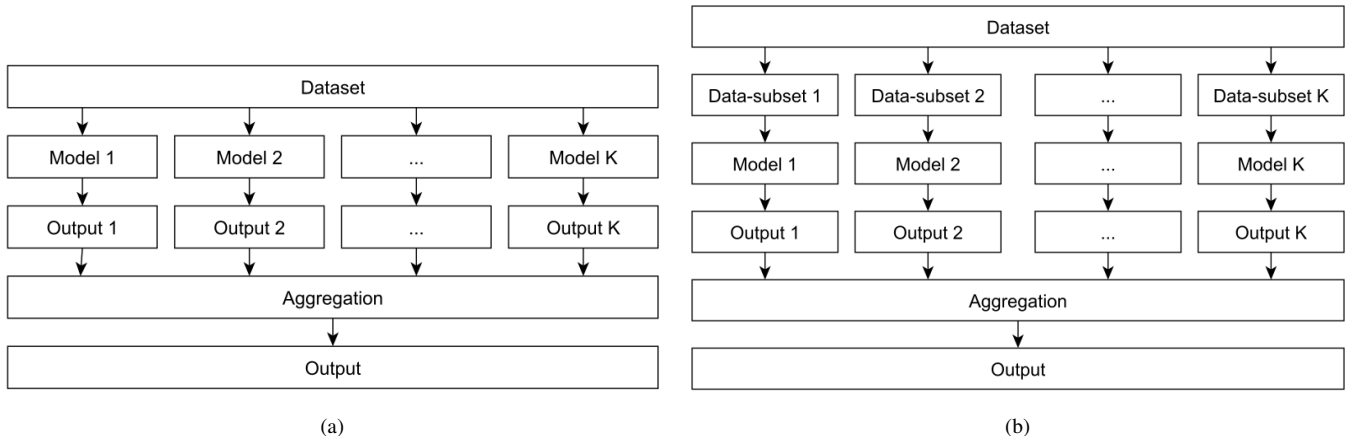 Dataset
Model 1 Model 2 ... Model K
Output 1 Output 2 ... Output K
Aggregation
Output
(a)
Dataset
Data-subset 1 Data-subset 2 ... Data-subset K
Model 1 Model 2 ... Model K
Output 1 Output 2 ... Output K
Aggregation
Output
(b)